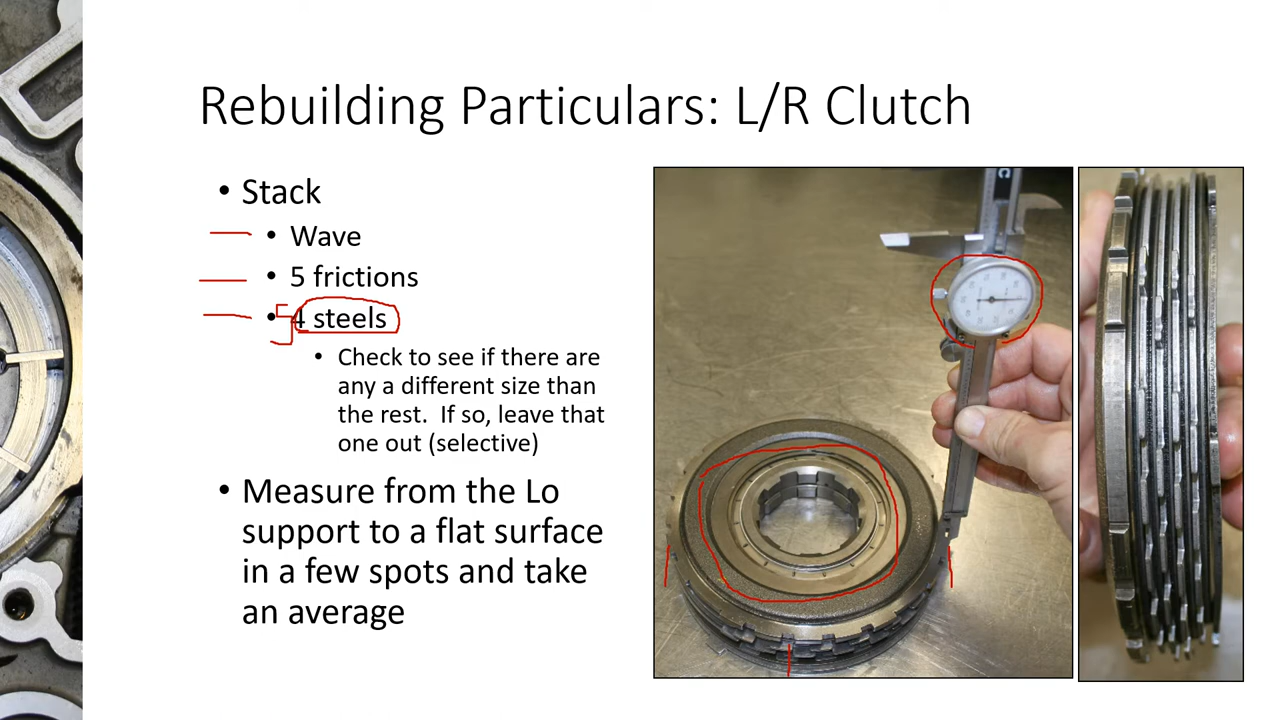 Rebuilding Particulars: L/R Clutch
• Stack
• Wave
• 5 frictions
5
• 4 steels
• Check to see if there are
any a different size than
the rest. If so, leave that
one out (selective)
• Measure from the Lo
support to a flat surface
in a few spots and take
an average